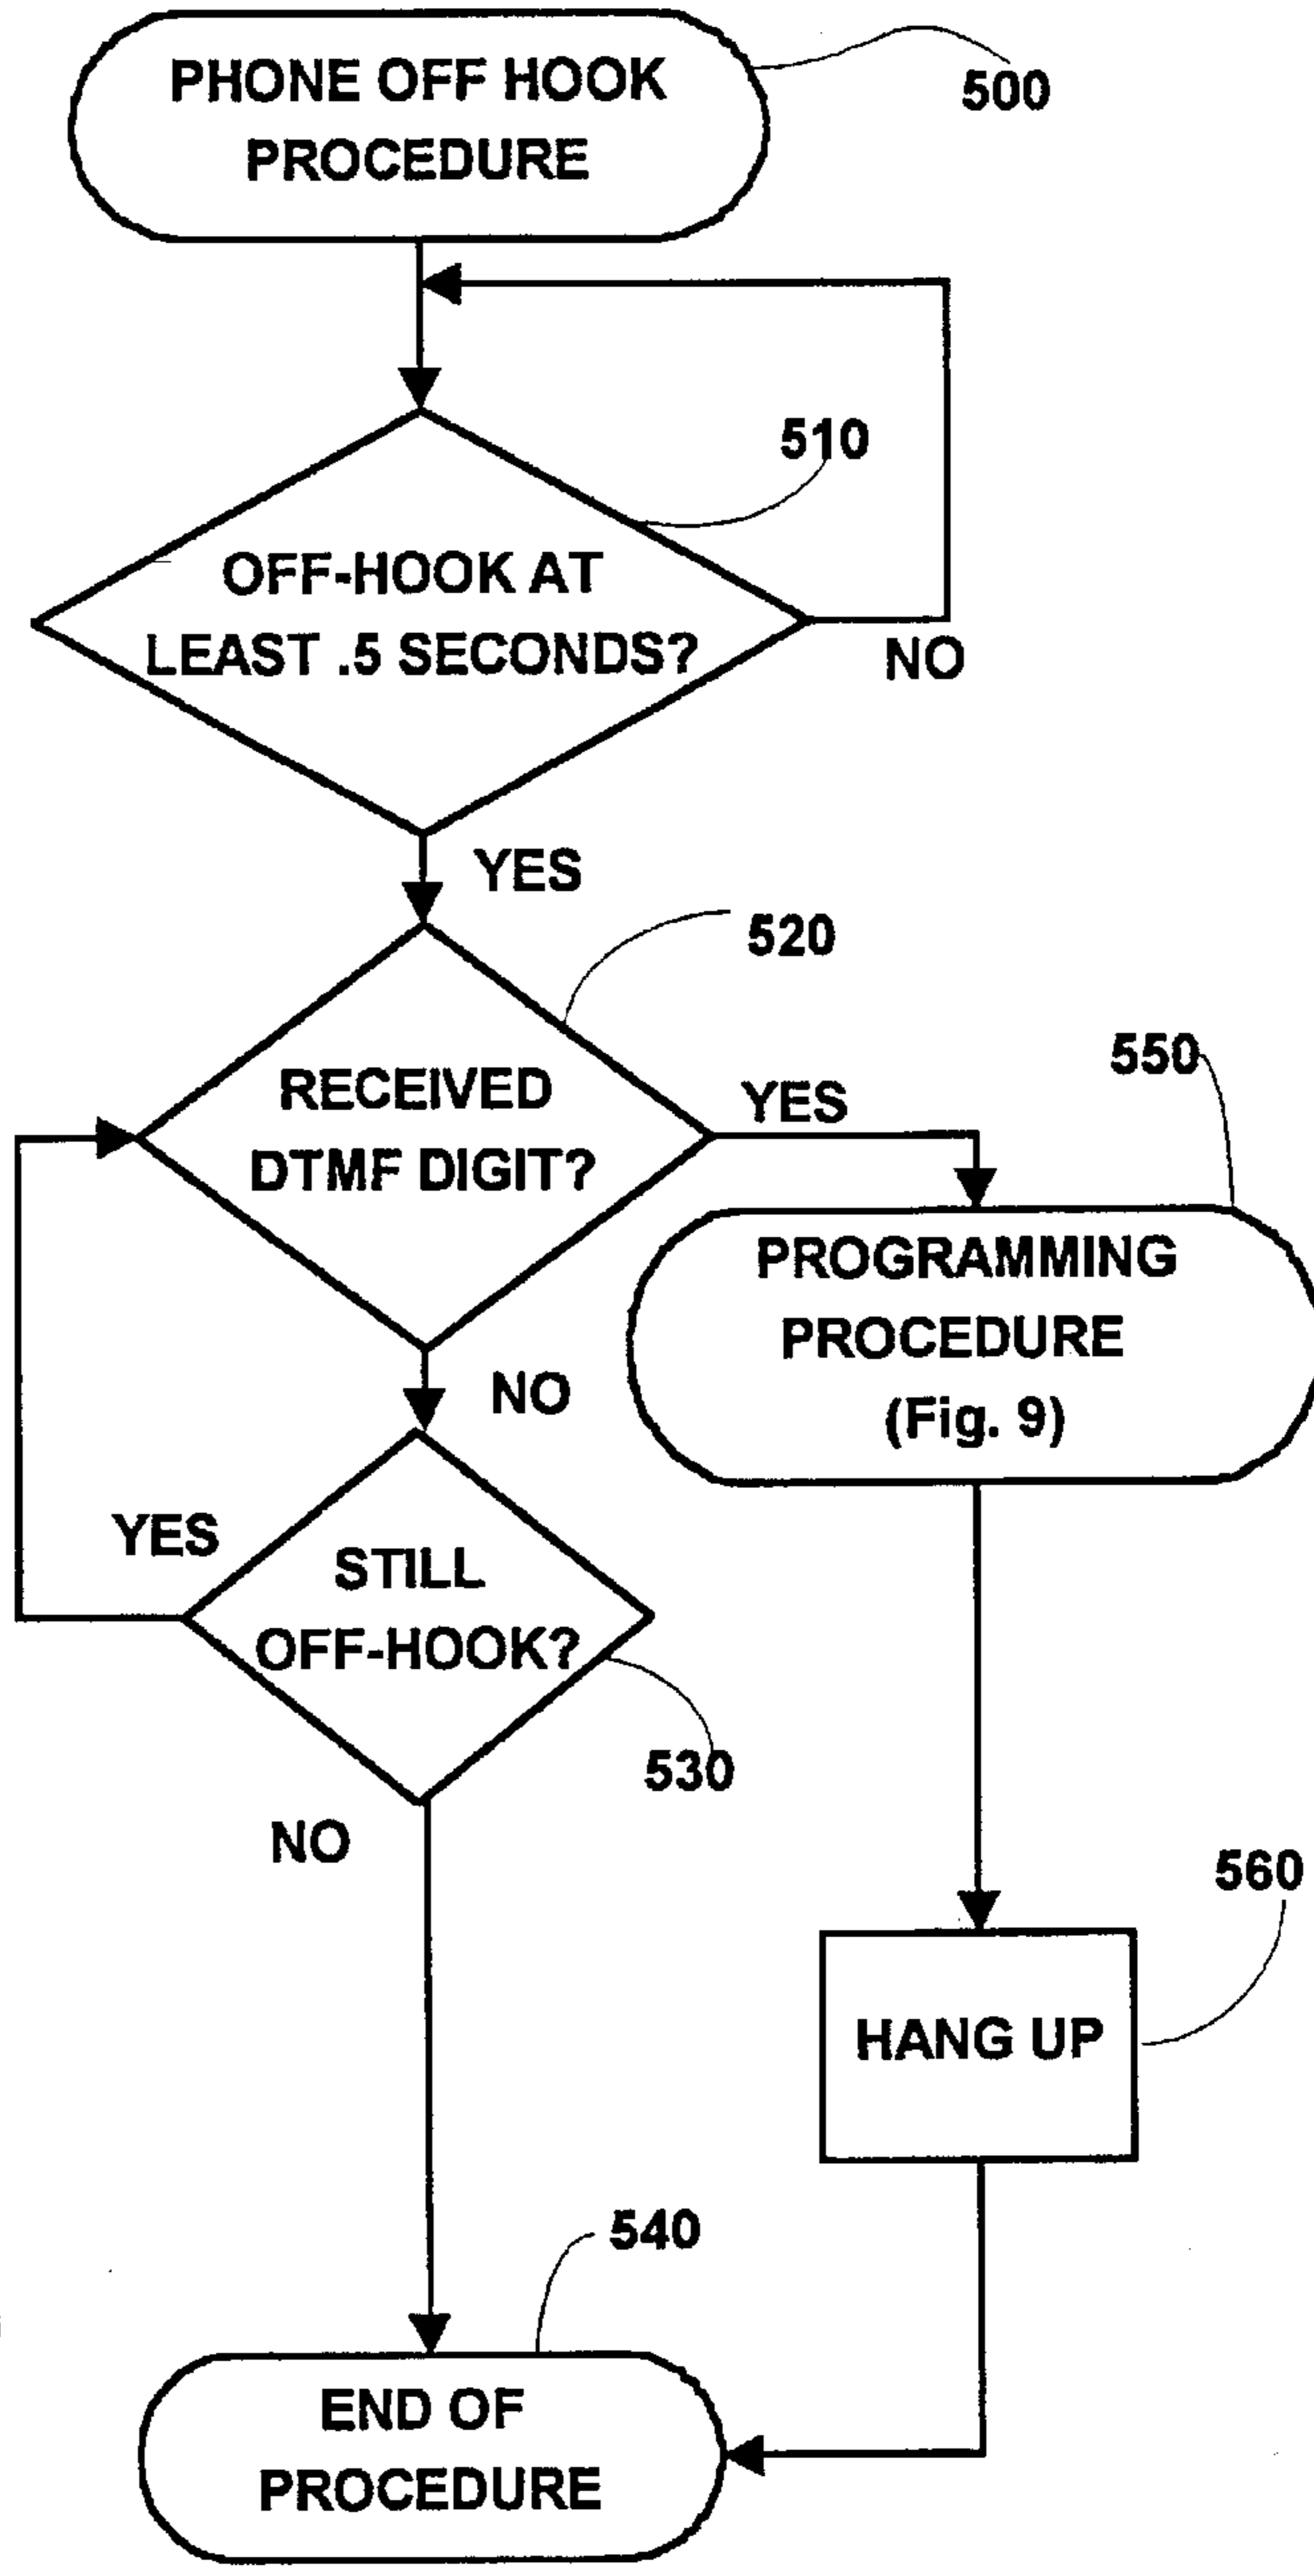 PHONE OFF HOOK
PROCEDURE
500
510
OFF-HOOK AT
LEAST .5 SECONDS?
NO
YES
520
RECEIVED
DTMF DIGIT?
YES
550
PROGRAMMING
PROCEDURE
(Fig. 9)
NO
YES
STILL
OFF-HOOK?
530
NO
560
HANG UP
540
END OF
PROCEDURE